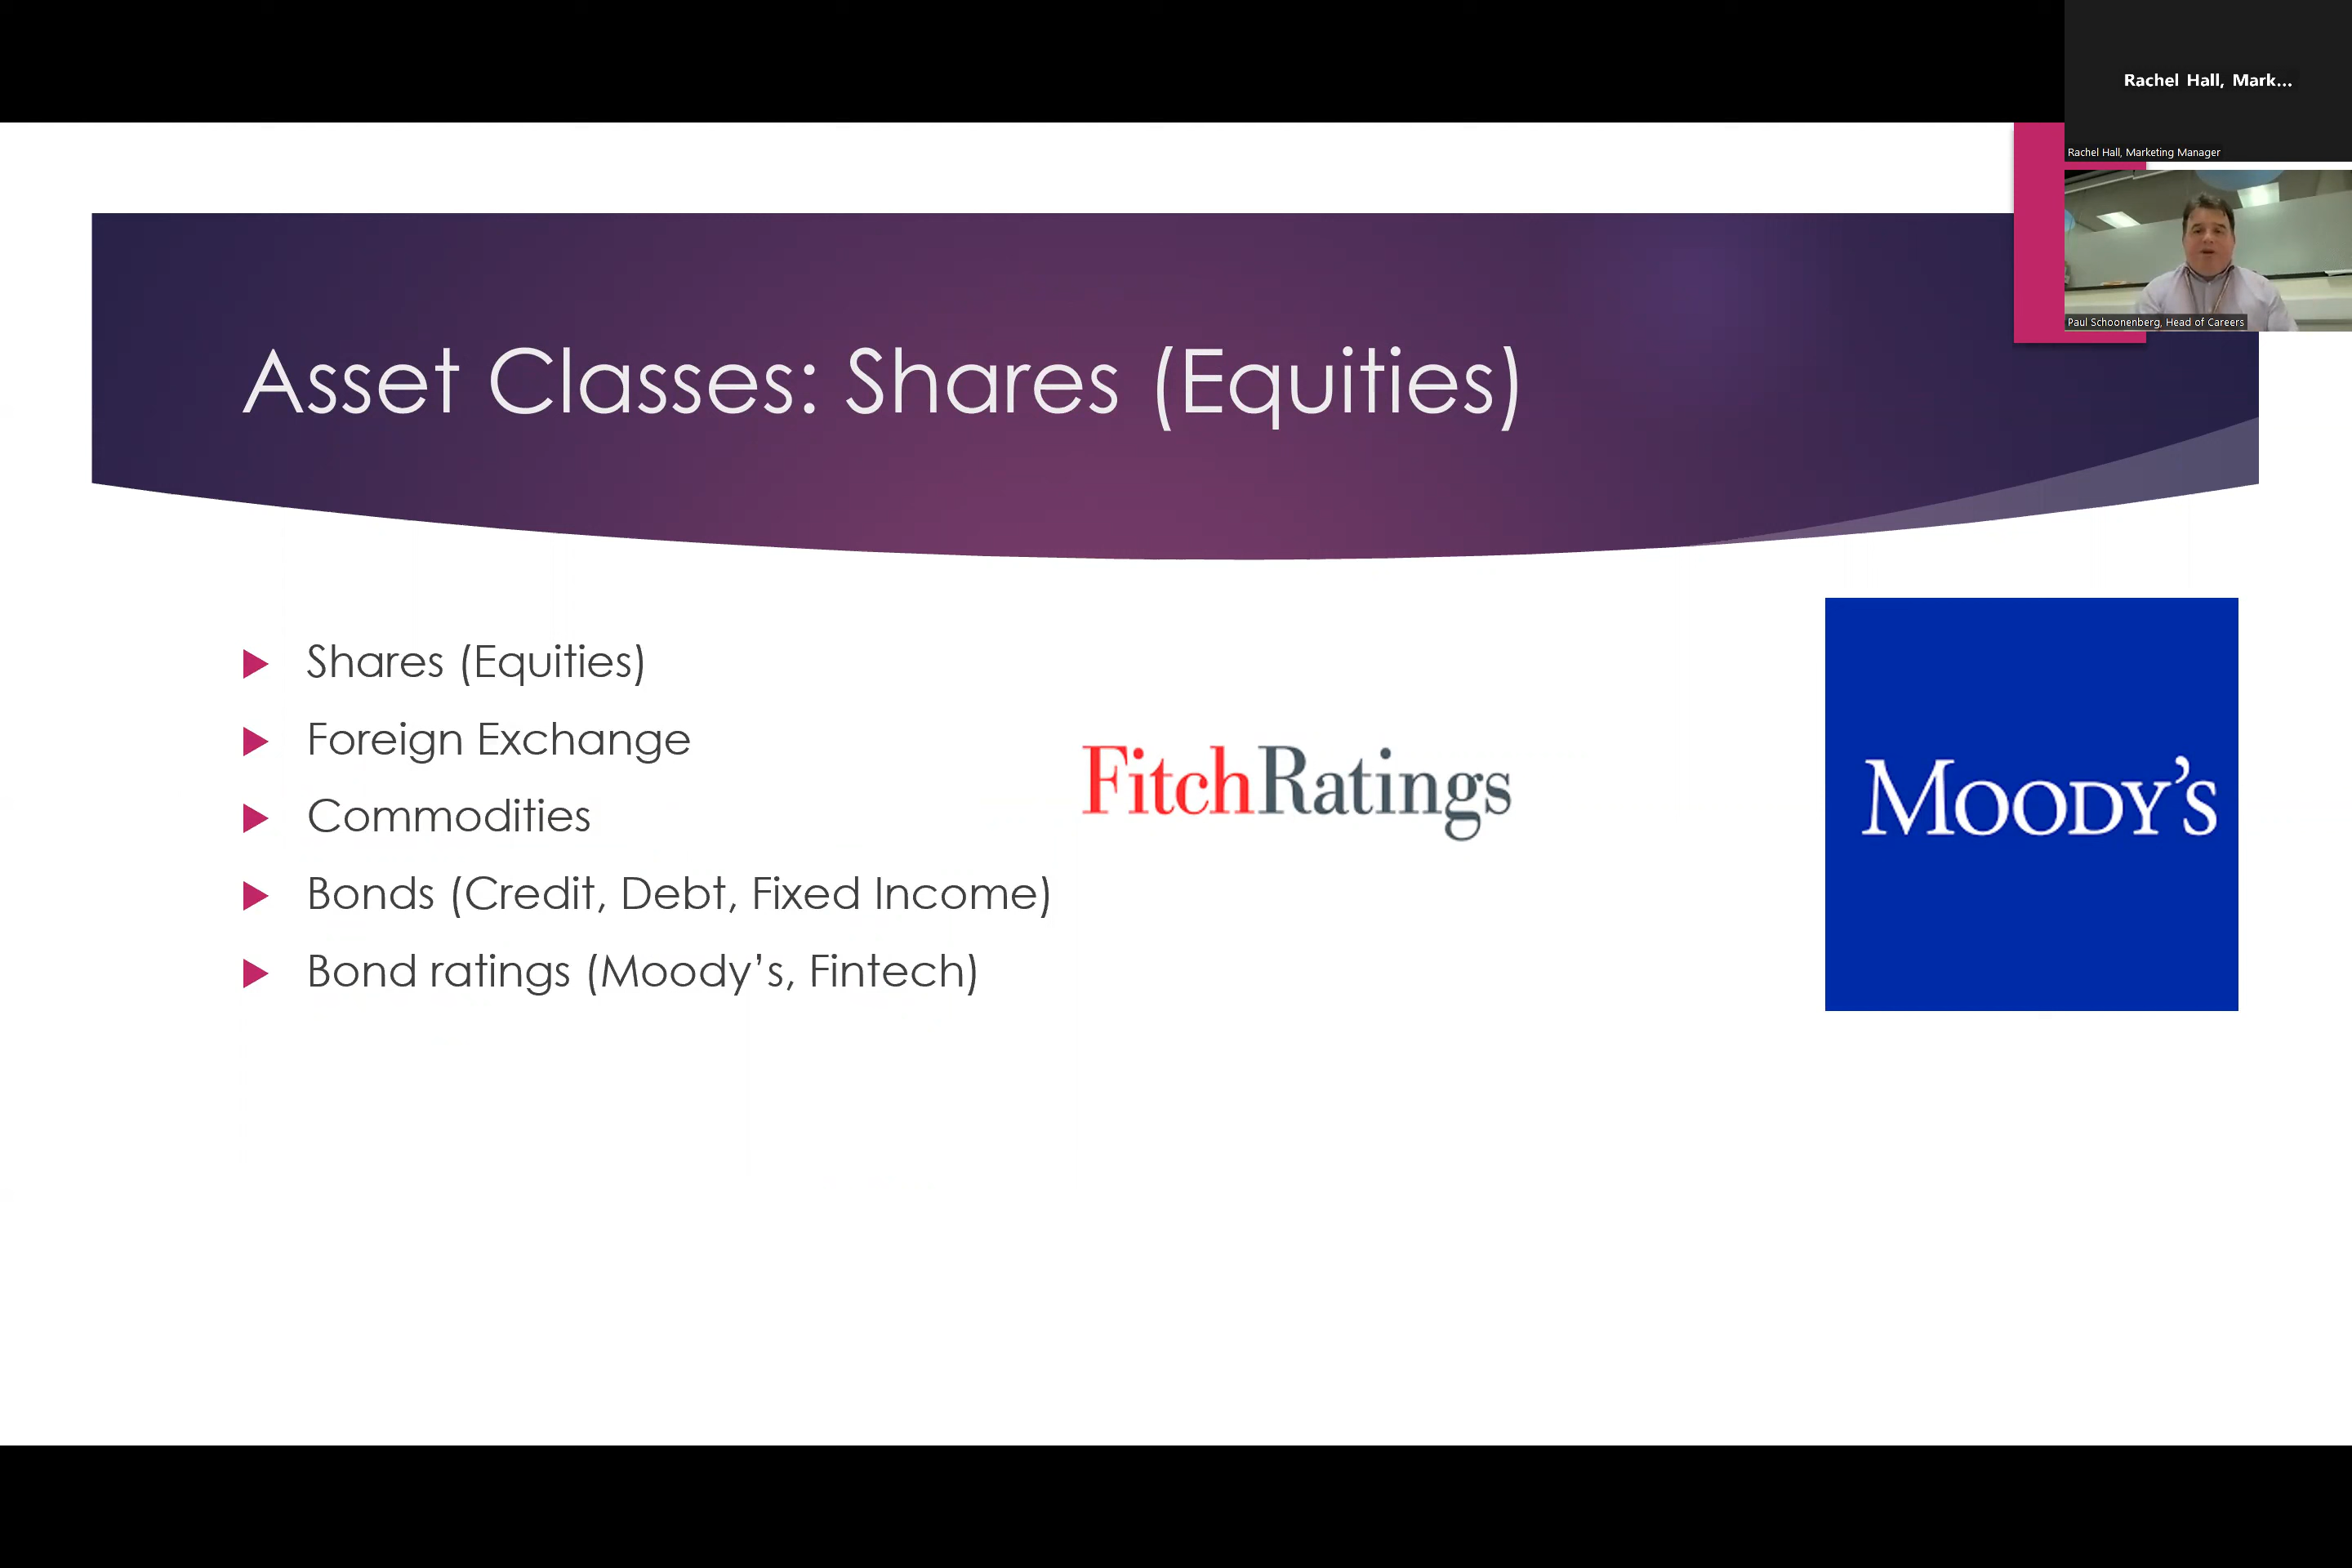 Rachel Hall, Mark...
Rachel Hall, Marketing Manager
Paul Schoonenberg, Head of Careers
Asset Classes: Shares (Equities)
Shares (Equities)
Foreign Exchange
Commodities
Bonds (Credit, Debt, Fixed Income)
Bond ratings (Moody’s, Fintech)
FitchRatings
MOODY’S